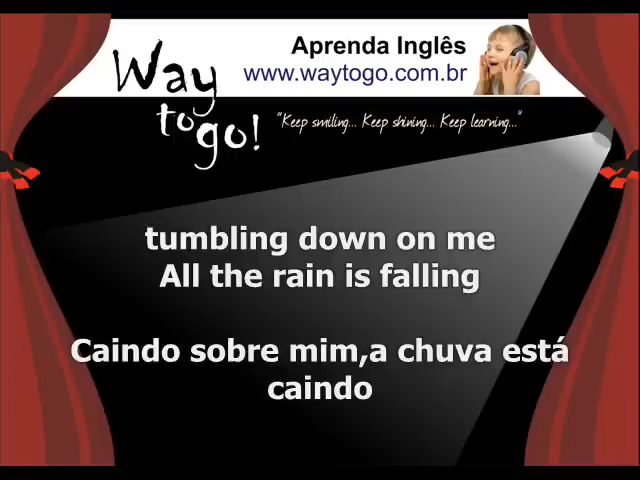 Aprenda Inglês
www.waytogo.com.br
Way
to
go!
"Keep smiling... Keep shining... Keep learning..."
tumbling down on me
All the rain is falling
Caindo sobre mim,a chuva está
caindo